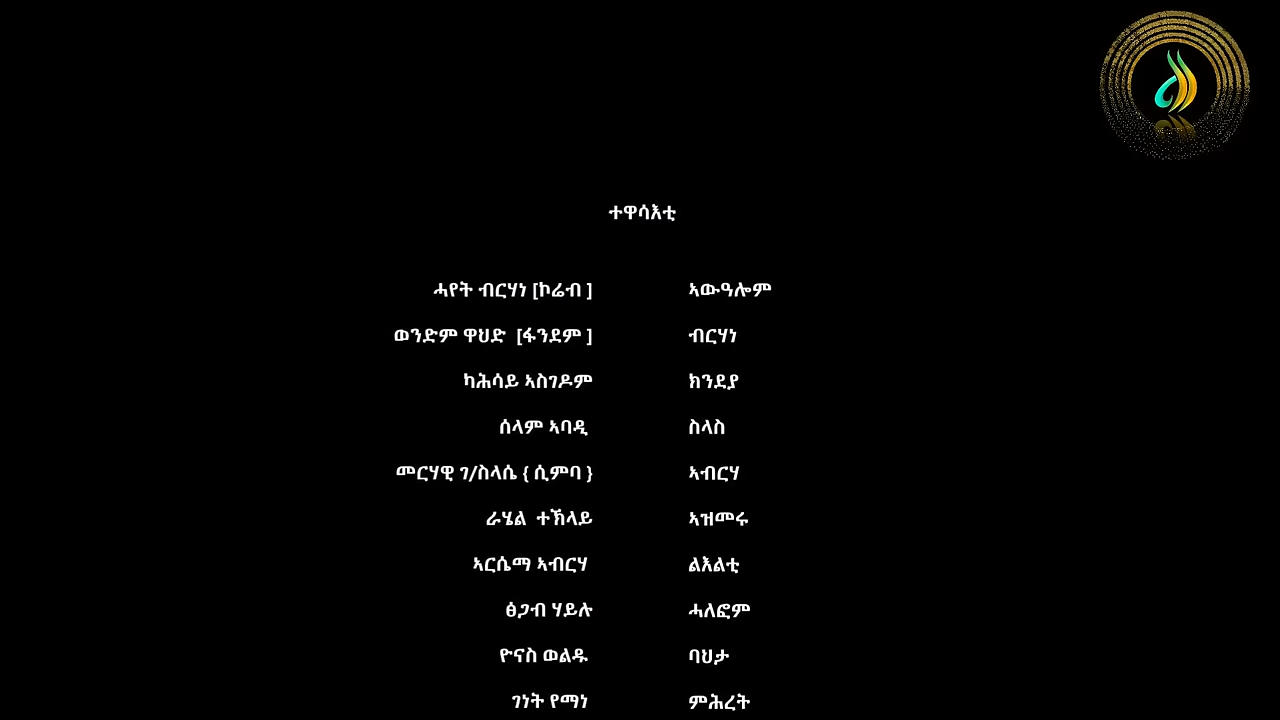 ተዋሳእቲ
ሓየት ብርሃነ [ኮሬብ ] ኣውዓሎም
ወንድም ዋህድ [ፋንደም ] ብርሃነ
ካሕሳይ ኣስገዶም ክንደያ
ሰላም ኣባዲ ስላስ
መርሃዊ ገ/ስላሴ { ሲምባ } ኣብርሃ
ራሄል ተኽላይ ኣዝመሩ
ኣርሴማ ኣብርሃ ልእልቲ
ፅጋብ ሃይሉ ሓለፎም
ዮናስ ወልዱ ባህታ
ገነት የማነ ምሕረት